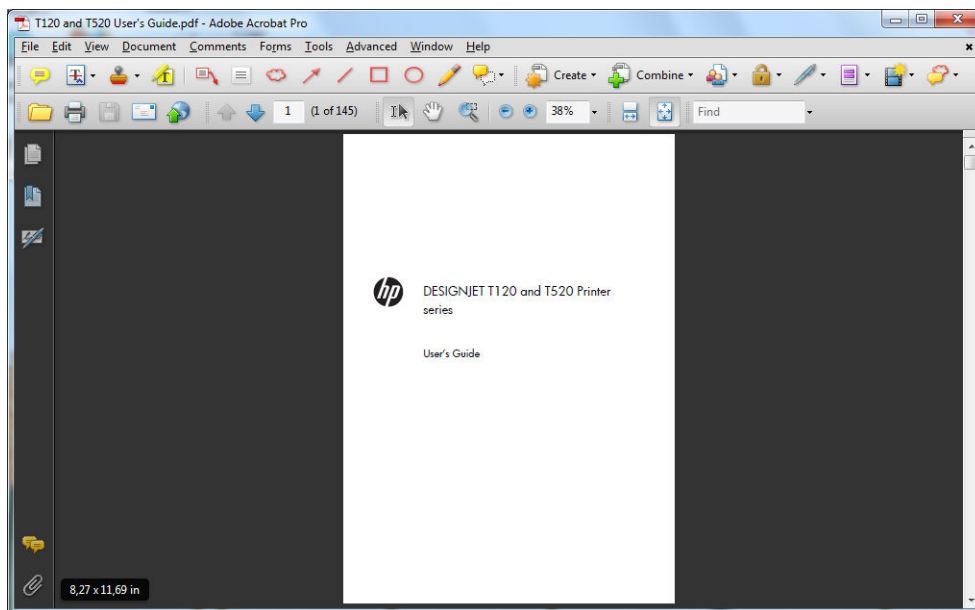 T120 and T520 User's Guide.pdf - Adobe Acrobat Pro
File Edit View Document Comments Forms Tools Advanced Window Help
Create Combine
1 (1 of 145) 38% Find
hp
DESIGNJET T120 and T520 Printer
series
User's Guide
8,27 x 11,69 in